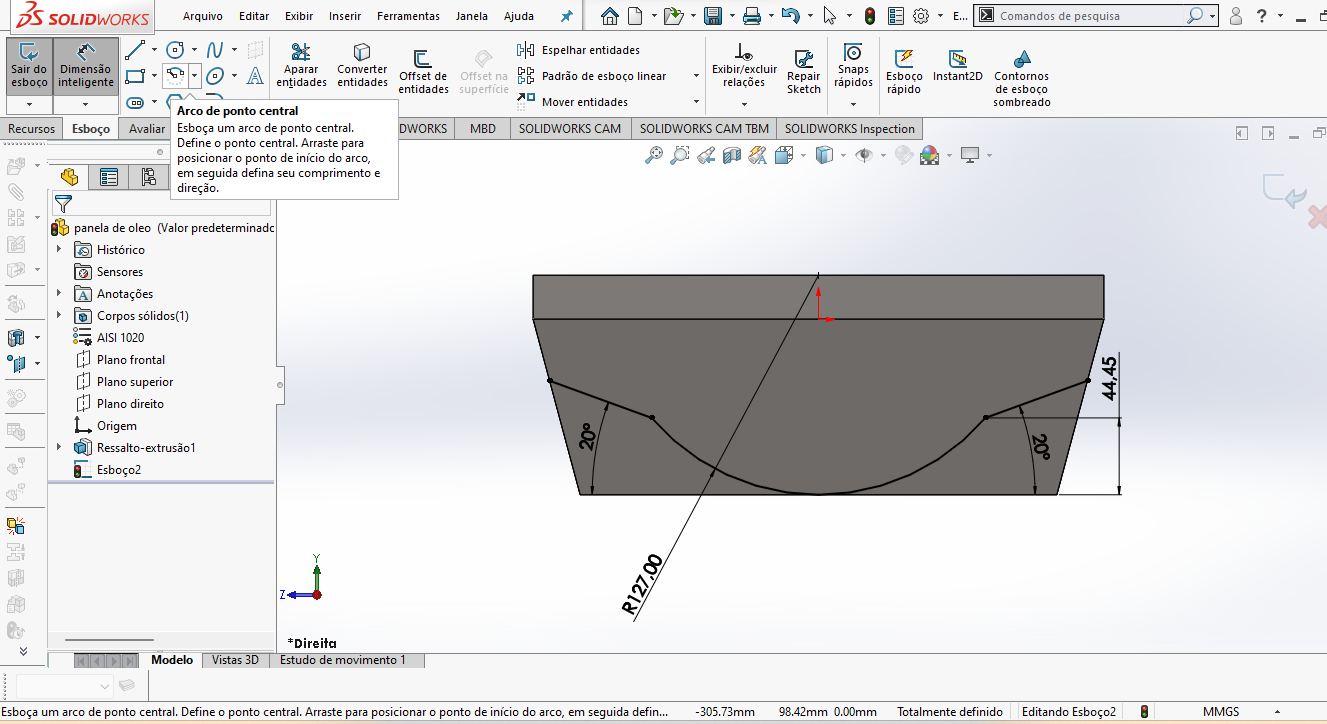 SOLIDWORKS
Arquivo Editar Exibir Inserir Ferramentas Janela Ajuda
E...
Comandos de pesquisa
?
Sair do esboço
Dimensão inteligente
Aparar entidades
Converter entidades
Offset de entidades
Offset na superfície
Espelhar entidades
Padrão de esboço linear
Mover entidades
Exibir/excluir relações
Repair Sketch
Snaps rápidos
Esboço rápido
Instant2D
Contornos de esboço sombreado
Recursos Esboço Avaliar DWORKS MBD SOLIDWORKS CAM SOLIDWORKS CAM TBM SOLIDWORKS Inspection
Arco de ponto central
Esboça um arco de ponto central.
Define o ponto central. Arraste para
posicionar o ponto de início do arco,
em seguida defina seu comprimento e
direção.
panela de oleo (Valor predeterminado
Histórico
Sensores
Anotações
Corpos sólidos(1)
AISI 1020
Plano frontal
Plano superior
Plano direito
Origem
Ressalto-extrusão1
Esboço2
44,45
20°
20°
R127,00
Y
Z
*Direita
Modelo Vistas 3D Estudo de movimento 1
Esboça um arco de ponto central. Define o ponto central. Arraste para posicionar o ponto de início do arco, em seguida defin... -305.73mm 98.42mm 0.00mm Totalmente definido Editando Esboço2 MMGS